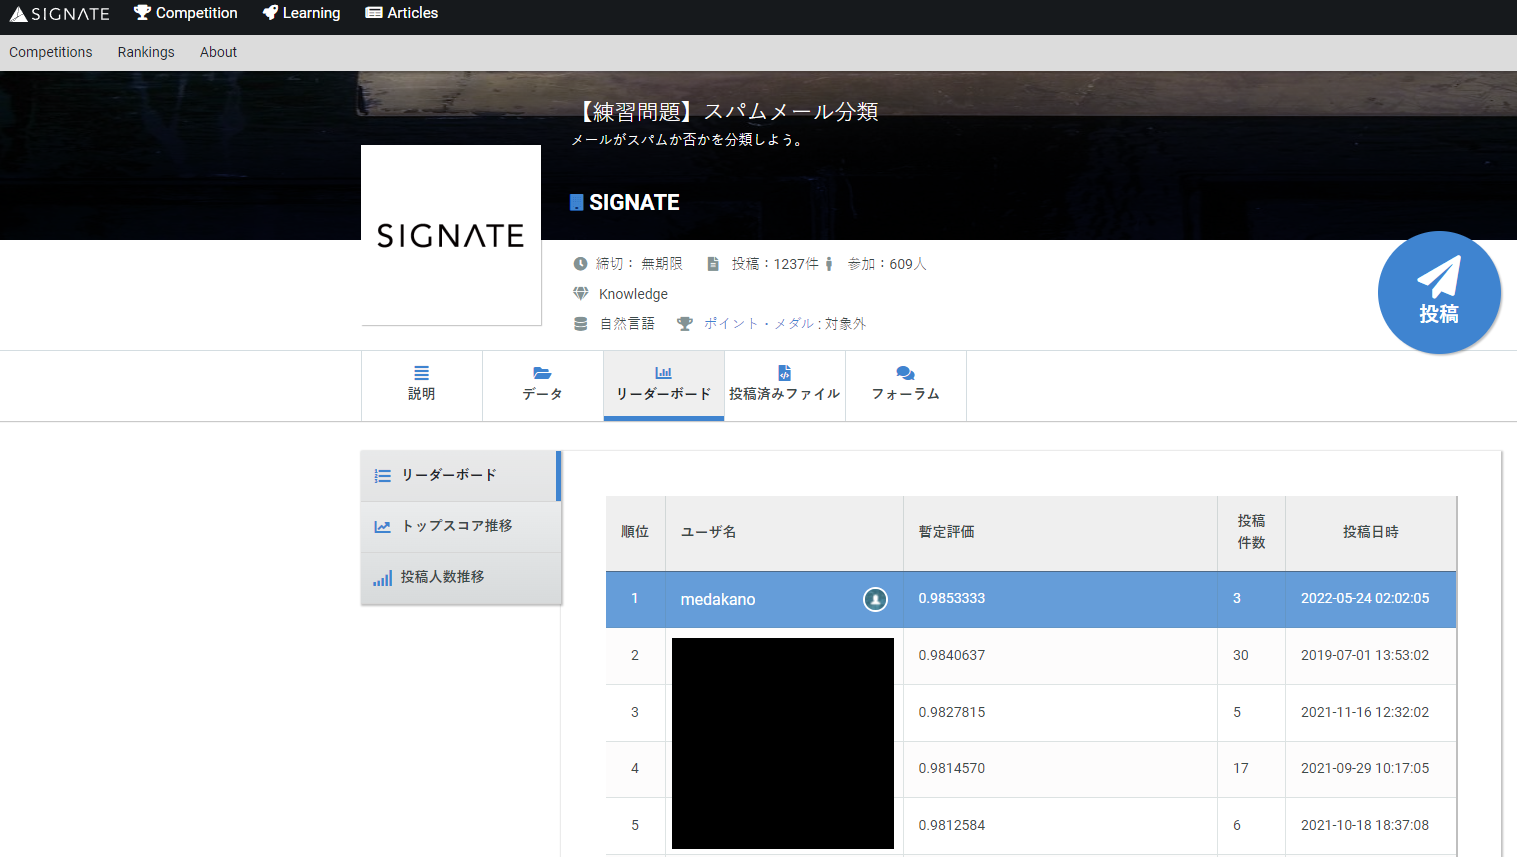 SIGNATE Competition Learning Articles
Competitions Rankings About
【練習問題】スパムメール分類
メールがスパムか否かを分類しよう。
SIGNATE
SIGNATE
締切： 無期限 投稿：1237件 参加：609人
Knowledge
自然言語 ポイント・メダル : 対象外
投稿
説明 データ リーダーボード 投稿済みファイル フォーラム
リーダーボード
トップスコア推移
投稿人数推移
順位 ユーザ名 暫定評価 投稿件数 投稿日時
1 medakano 0.9853333 3 2022-05-24 02:02:05
2 0.9840637 30 2019-07-01 13:53:02
3 0.9827815 5 2021-11-16 12:32:02
4 0.9814570 17 2021-09-29 10:17:05
5 0.9812584 6 2021-10-18 18:37:08